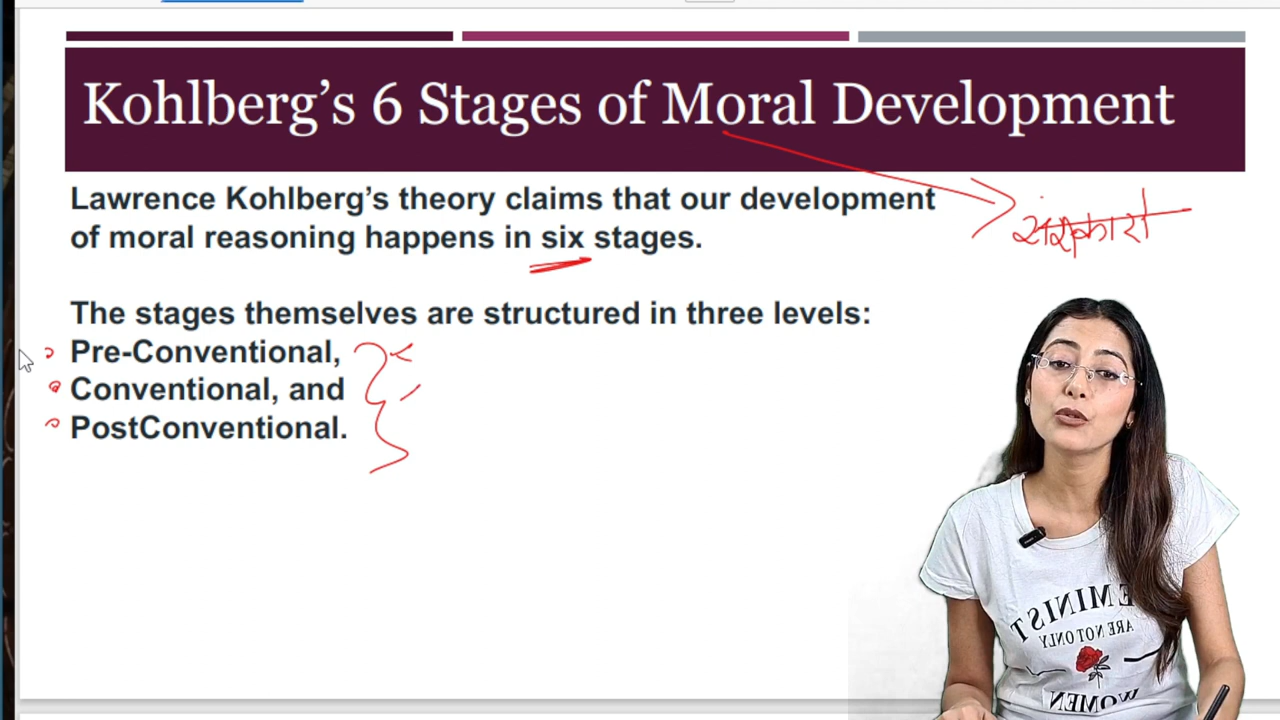 Kohlberg's 6 Stages of Moral Development
Lawrence Kohlberg's theory claims that our development
of moral reasoning happens in six stages.
संस्कारो
The stages themselves are structured in three levels:
Pre-Conventional,
Conventional, and
PostConventional.
FEMINIST
ARE NOT ONLY
WOMEN